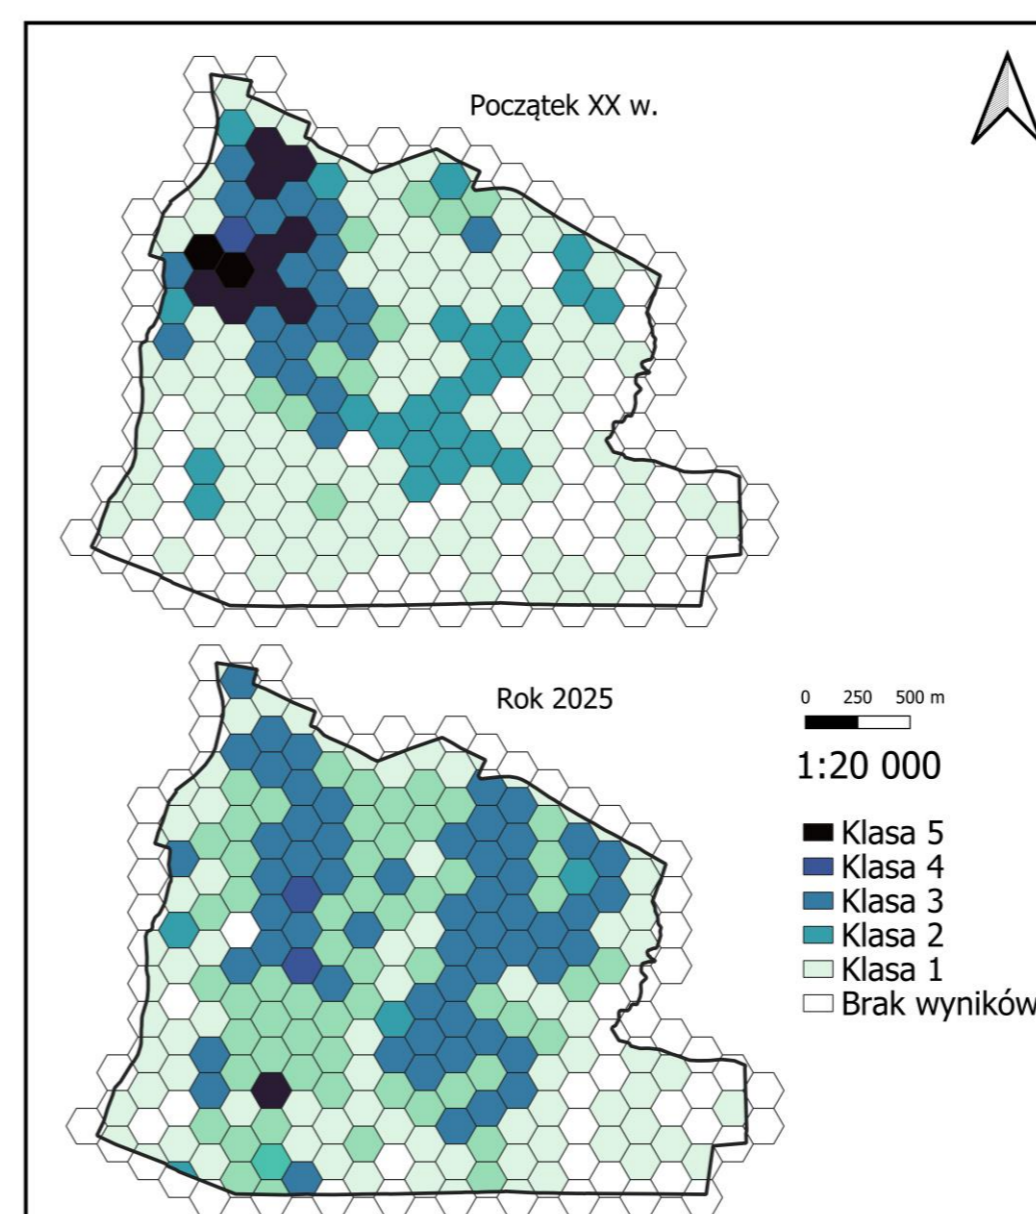 Początek XX w.
Rok 2025
0 250 500 m
1:20 000
Klasa 5
Klasa 4
Klasa 3
Klasa 2
Klasa 1
Brak wyników